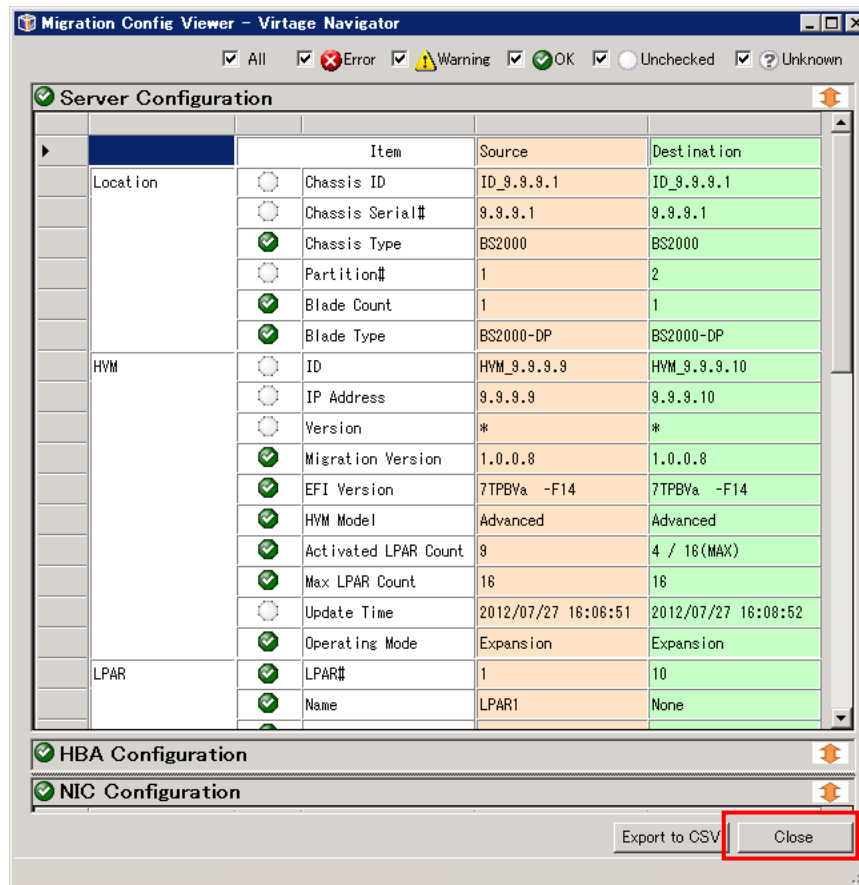 Migration Config Viewer - Virtage Navigator
All Error Warning OK Unchecked ? Unknown
Server Configuration
Item Source Destination
Location Chassis ID ID_9.9.9.1 ID_9.9.9.1
Chassis Serial# 9.9.9.1 9.9.9.1
Chassis Type BS2000 BS2000
Partition# 1 2
Blade Count 1 1
Blade Type BS2000-DP BS2000-DP
HVM ID HVM_9.9.9.9 HVM_9.9.9.10
IP Address 9.9.9.9 9.9.9.10
Version * *
Migration Version 1.0.0.8 1.0.0.8
EFI Version 7TPBVa -F14 7TPBVa -F14
HVM Model Advanced Advanced
Activated LPAR Count 9 4 / 16(MAX)
Max LPAR Count 16 16
Update Time 2012/07/27 16:06:51 2012/07/27 16:08:52
Operating Mode Expansion Expansion
LPAR LPAR# 1 10
Name LPAR1 None
HBA Configuration
NIC Configuration
Export to CSV Close